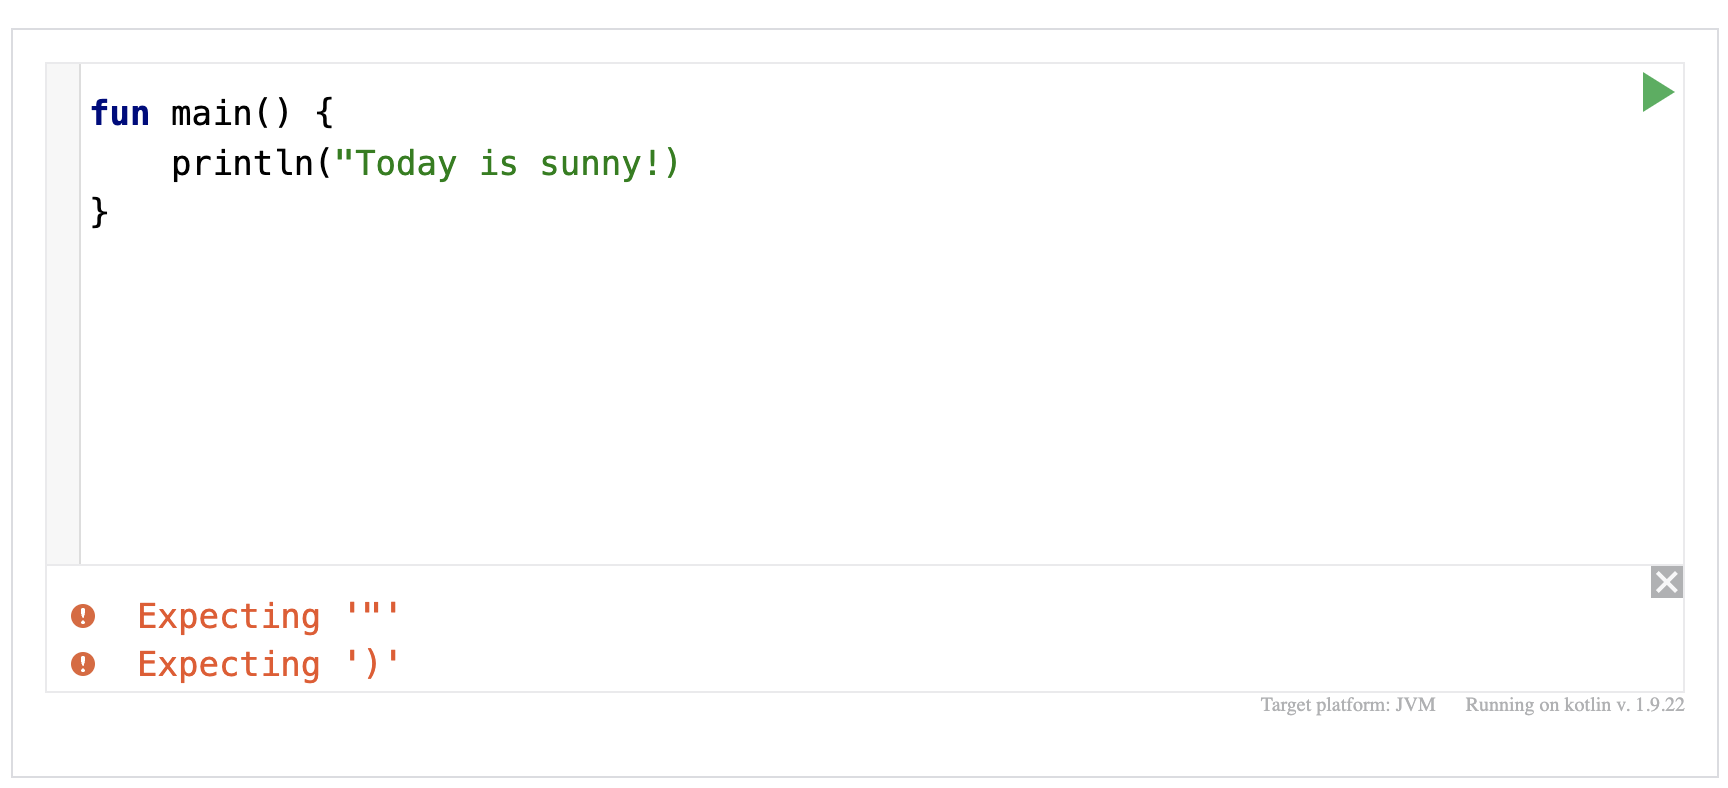 fun main() {
    println("Today is sunny!)
}
Expecting '"'
Expecting ')'
Target platform: JVM Running on kotlin v. 1.9.22